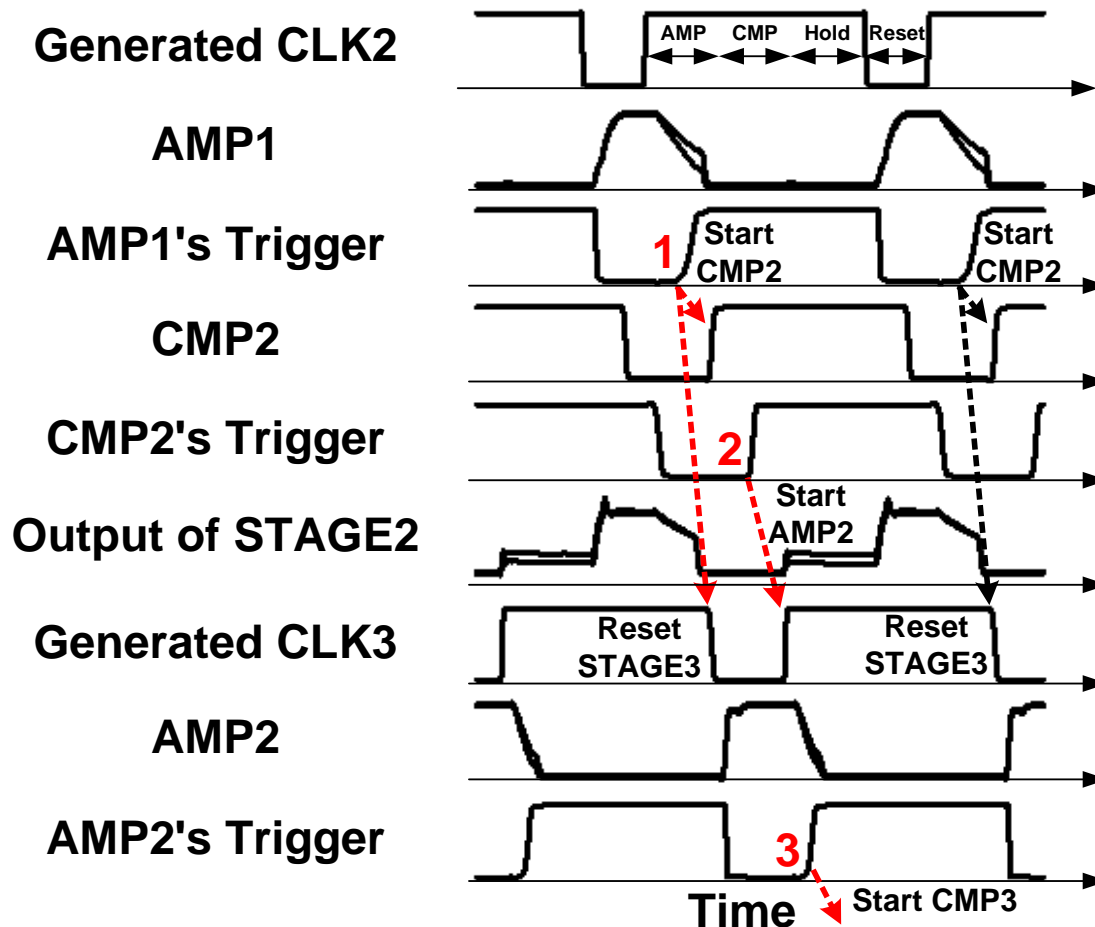 Generated CLK2
AMP CMP Hold Reset
AMP1
AMP1's Trigger
1
Start
CMP2
Start
CMP2
CMP2
CMP2's Trigger
2
Start
AMP2
Output of STAGE2
Generated CLK3
Reset
STAGE3
Reset
STAGE3
AMP2
AMP2's Trigger
3
Start CMP3
Time